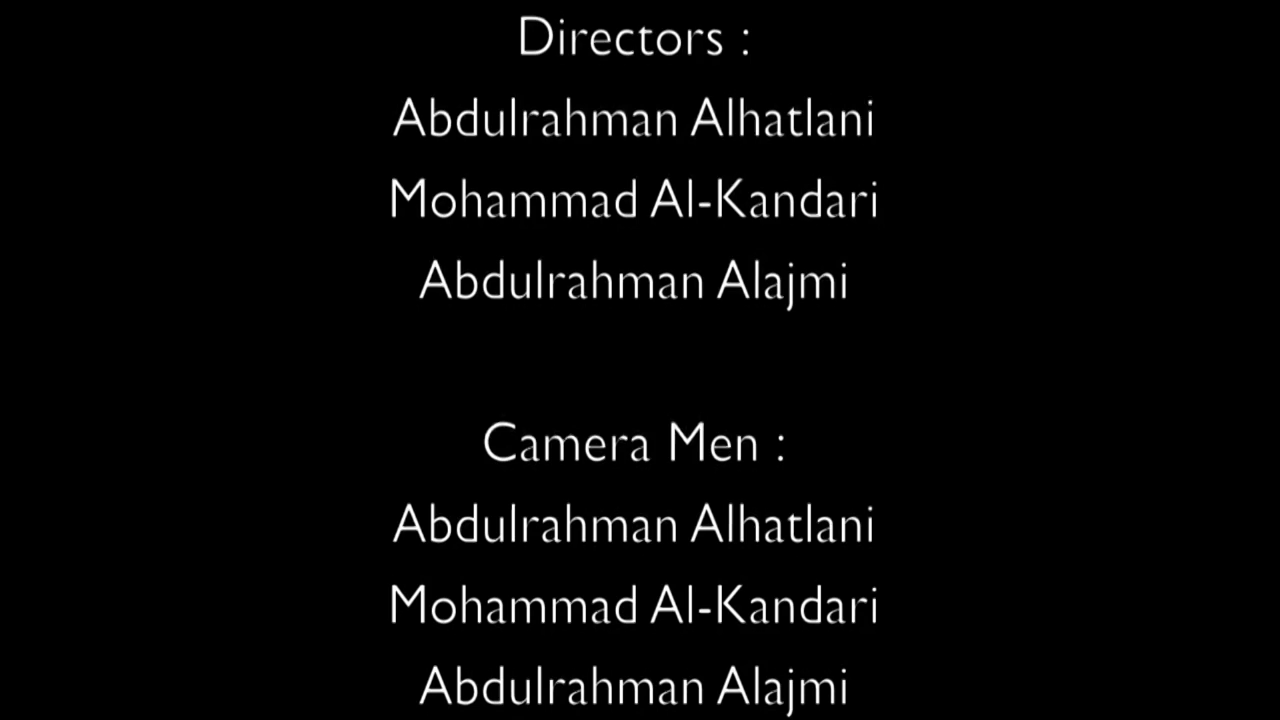 Directors :
Abdulrahman Alhatlani
Mohammad Al-Kandari
Abdulrahman Alajmi
Camera Men :
Abdulrahman Alhatlani
Mohammad Al-Kandari
Abdulrahman Alajmi